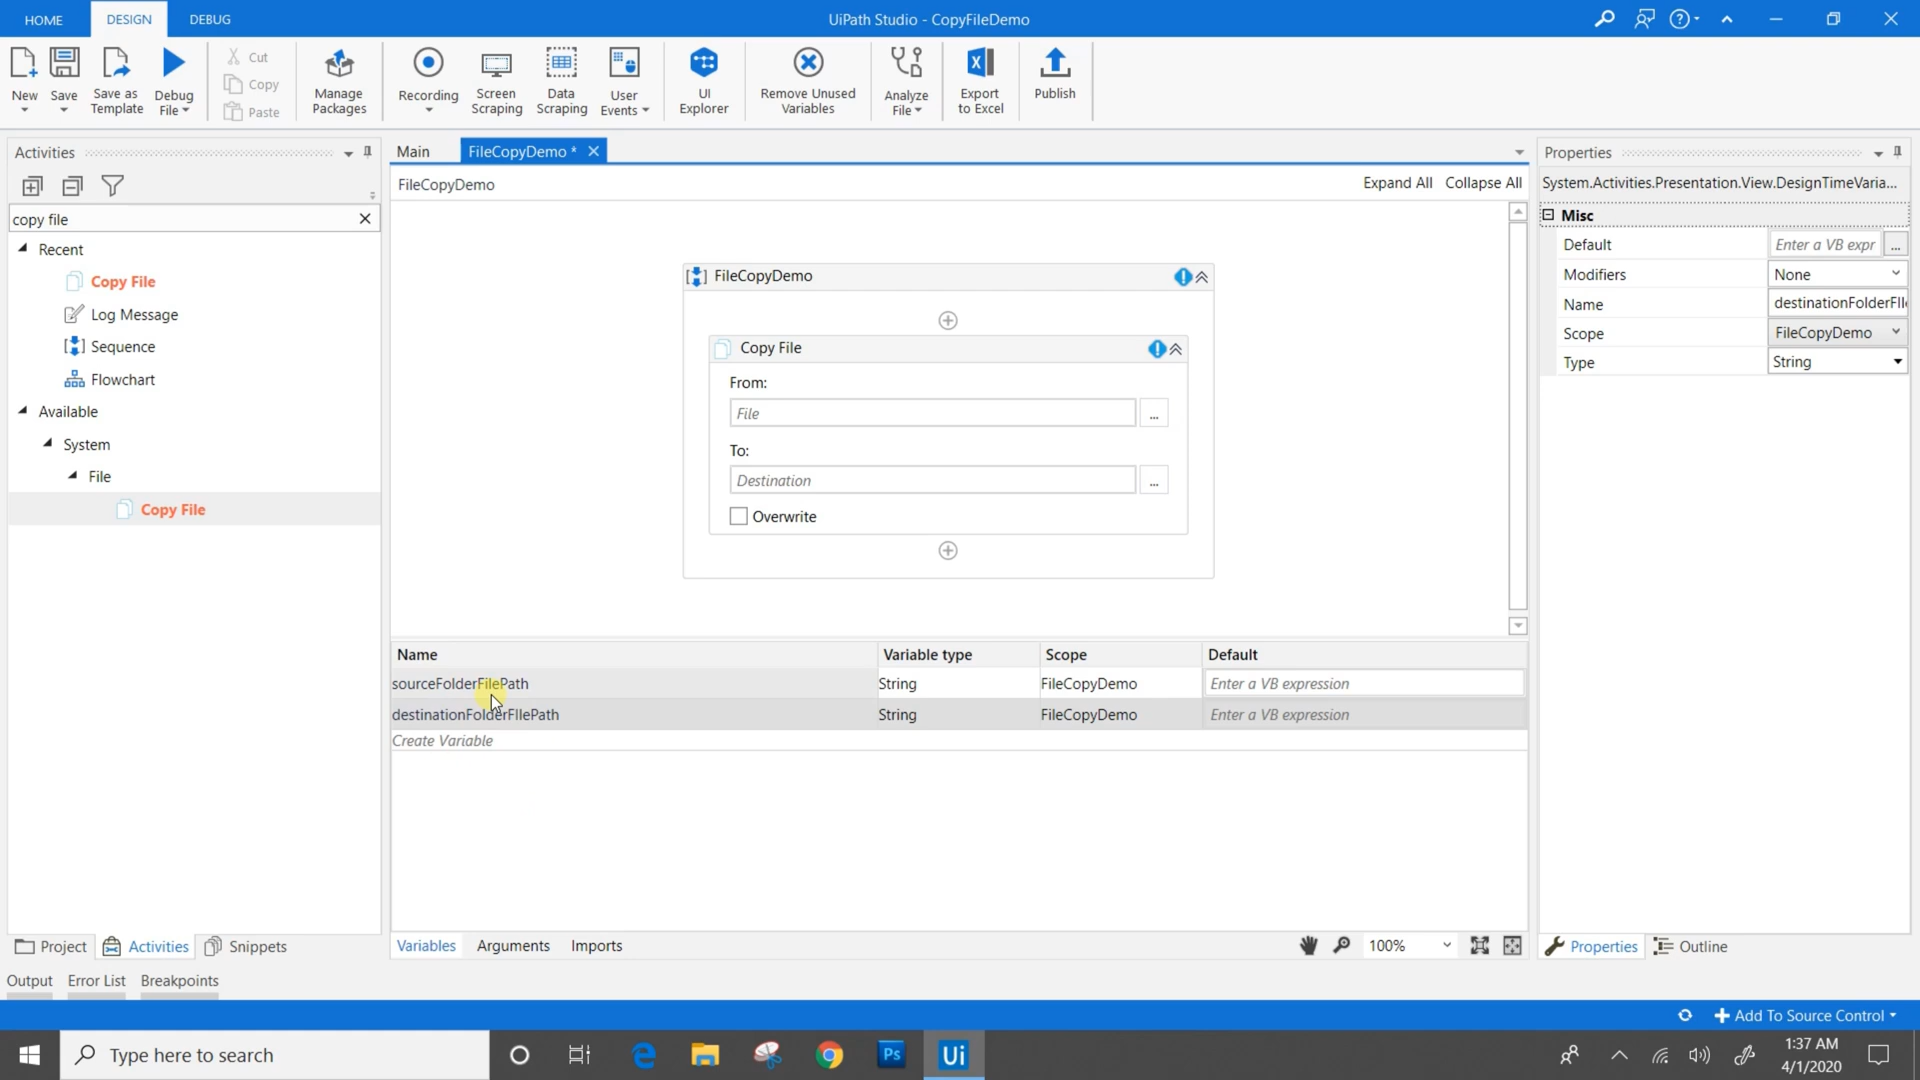 HOME
DESIGN
DEBUG
UiPath Studio - CopyFileDemo
New
Save
Save as
Template
Debug
File
Cut
Copy
Paste
Manage
Packages
Recording
Screen
Scraping
Data
Scraping
User
Events
UI
Explorer
Remove Unused
Variables
Analyze
File
Export
to Excel
Publish
Activities
copy file
Recent
Copy File
Log Message
Sequence
Flowchart
Available
System
File
Copy File
Main
FileCopyDemo *
FileCopyDemo
Expand All
Collapse All
FileCopyDemo
Copy File
From:
File
...
To:
Destination
...
Overwrite
Name
Variable type
Scope
Default
sourceFolderFilePath
String
FileCopyDemo
Enter a VB expression
destinationFolderFIlePath
String
FileCopyDemo
Enter a VB expression
Create Variable
Variables
Arguments
Imports
100%
Properties
System.Activities.Presentation.View.DesignTimeVaria...
Misc
Default
Enter a VB expr
...
Modifiers
None
Name
destinationFolderFIl
Scope
FileCopyDemo
Type
String
Properties
Outline
Project
Activities
Snippets
Output
Error List
Breakpoints
Add To Source Control
Type here to search
Ps
Ui
1:37 AM
4/1/2020